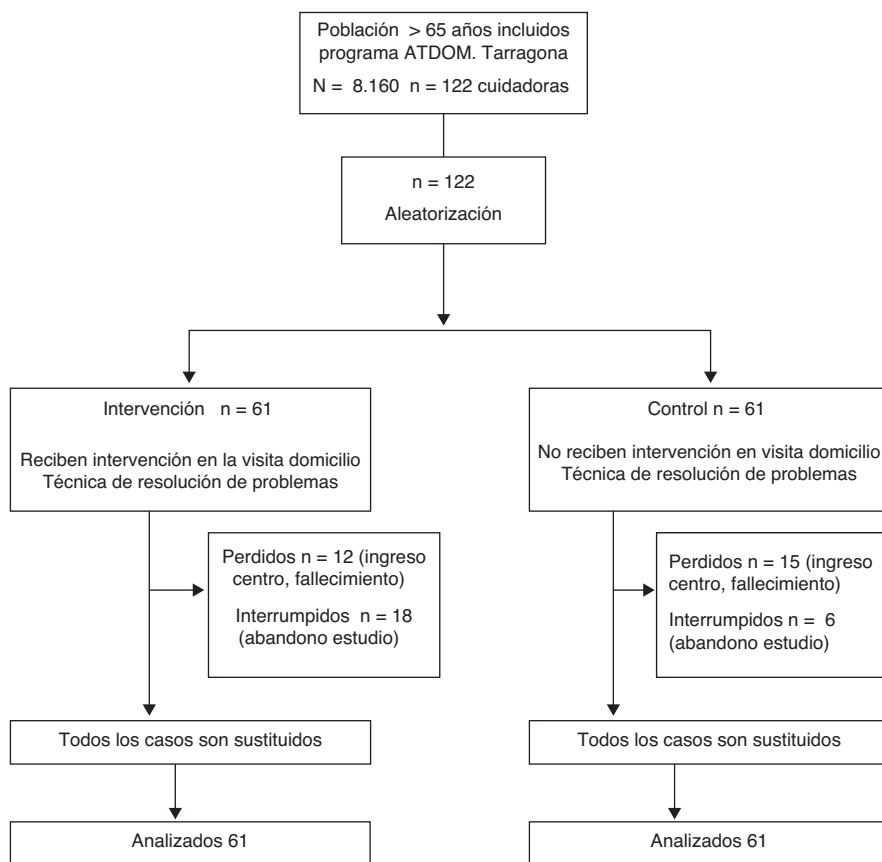 Población > 65 años incluidos
programa ATDOM. Tarragona
N = 8.160 n = 122 cuidadoras
n = 122
Aleatorización
Intervención n = 61
Reciben intervención en la visita domicilio
Técnica de resolución de problemas
Control n = 61
No reciben intervención en visita domicilio
Técnica de resolución de problemas
Perdidos n = 12 (ingreso
centro, fallecimiento)
Interrumpidos n = 18
(abandono estudio)
Perdidos n = 15 (ingreso
centro, fallecimiento)
Interrumpidos n = 6
(abandono estudio)
Todos los casos son sustituidos
Todos los casos son sustituidos
Analizados 61
Analizados 61